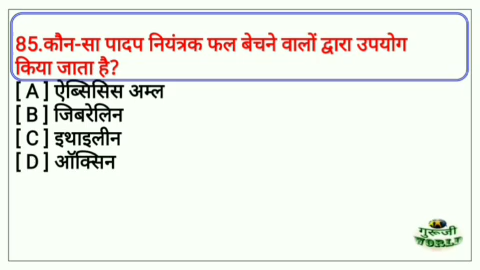 85.कौन-सा पादप नियंत्रक फल बेचने वालों द्वारा उपयोग
किया जाता है?
[ A ] ऐब्सिसिस अम्ल
[ B ] जिबरेलिन
[ C ] इथाइलीन
[ D ] ऑक्सिन
गुरूजी
WORLD